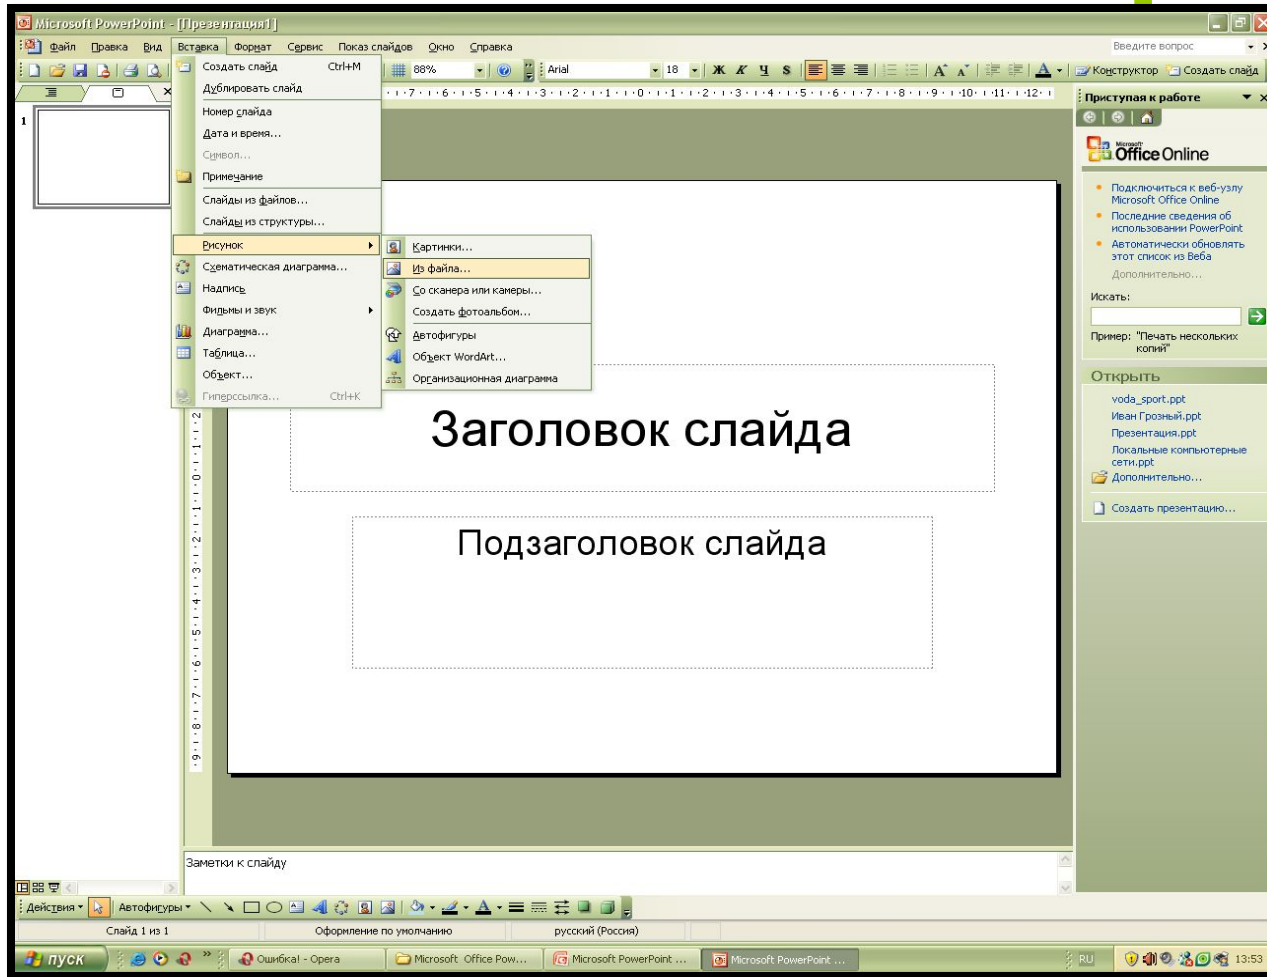 Microsoft PowerPoint - [Презентация1]
Файл Правка Вид Вставка Формат Сервис Показ слайдов Окно Справка
Введите вопрос
88%
Arial
18
Ж К Ч S
Конструктор
Создать слайд
Создать слайд Ctrl+M
Дублировать слайд
Номер слайда
Дата и время...
Символ...
Примечание
Слайды из файлов...
Слайды из структуры...
Рисунок
Схематическая диаграмма...
Надпись
Фильмы и звук
Диаграмма...
Таблица...
Объект...
Гиперссылка... Ctrl+K
Картинки...
Из файла...
Со сканера или камеры...
Создать фотоальбом...
Автофигуры
Объект WordArt...
Организационная диаграмма
1
Заголовок слайда
Подзаголовок слайда
Заметки к слайду
Приступая к работе
Microsoft
Office Online
Подключиться к веб-узлу
Microsoft Office Online
Последние сведения об
использовании PowerPoint
Автоматически обновлять
этот список из Веба
Дополнительно...
Искать:
Пример: "Печать нескольких
копий"
Открыть
voda_sport.ppt
Иван Грозный.ppt
Презентация.ppt
Локальные компьютерные
сети.ppt
Дополнительно...
Создать презентацию...
Действия
Автофигуры
Слайд 1 из 1
Оформление по умолчанию
русский (Россия)
пуск
Ошибка! - Opera
Microsoft Office Pow...
Microsoft PowerPoint ...
Microsoft PowerPoint ...
RU
13:53